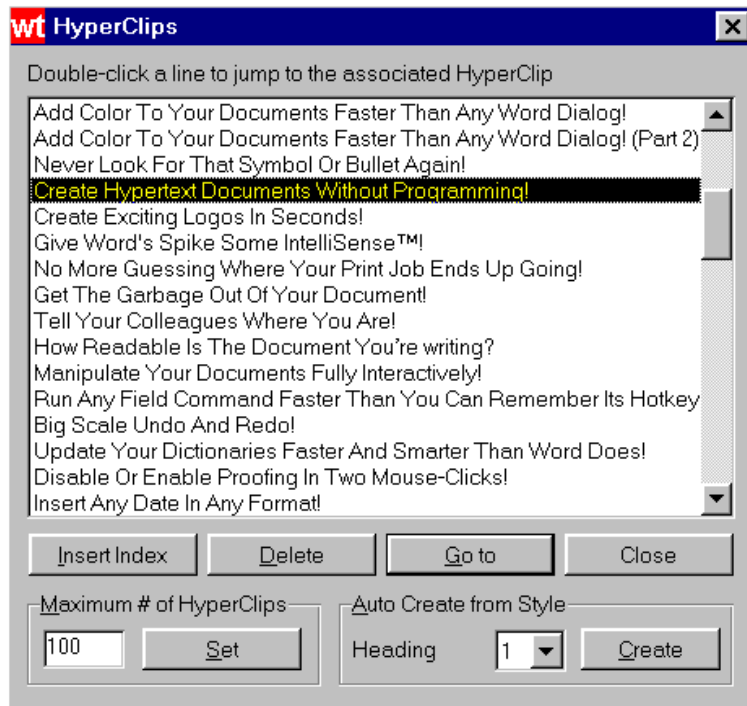 wt HyperClips
Double-click a line to jump to the associated HyperClip
Add Color To Your Documents Faster Than Any Word Dialog!
Add Color To Your Documents Faster Than Any Word Dialog! (Part 2)
Never Look For That Symbol Or Bullet Again!
Create Hypertext Documents Without Programming!
Create Exciting Logos In Seconds!
Give Word's Spike Some IntelliSense™!
No More Guessing Where Your Print Job Ends Up Going!
Get The Garbage Out Of Your Document!
Tell Your Colleagues Where You Are!
How Readable Is The Document You're writing?
Manipulate Your Documents Fully Interactively!
Run Any Field Command Faster Than You Can Remember Its Hotkey
Big Scale Undo And Redo!
Update Your Dictionaries Faster And Smarter Than Word Does!
Disable Or Enable Proofing In Two Mouse-Clicks!
Insert Any Date In Any Format!
Insert Index Delete Go to Close
Maximum # of HyperClips Auto Create from Style
100 Set Heading 1 Create